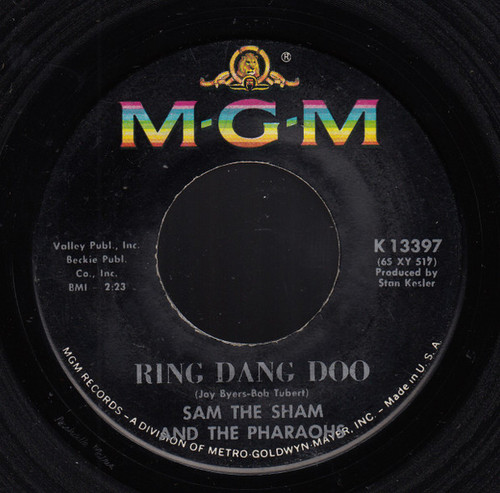 ®
M·G·M
Valley Publ., Inc.
Beckie Publ.
Co., Inc.
BMI - 2:23
K 13397
(65 XY 517)
Produced by
Stan Kesler
RING DANG DOO
(Joy Byers-Bob Tubert)
SAM THE SHAM
AND THE PHARAOHS
MGM RECORDS - A DIVISION OF METRO-GOLDWYN-MAYER, INC. - Made in U.S.A.